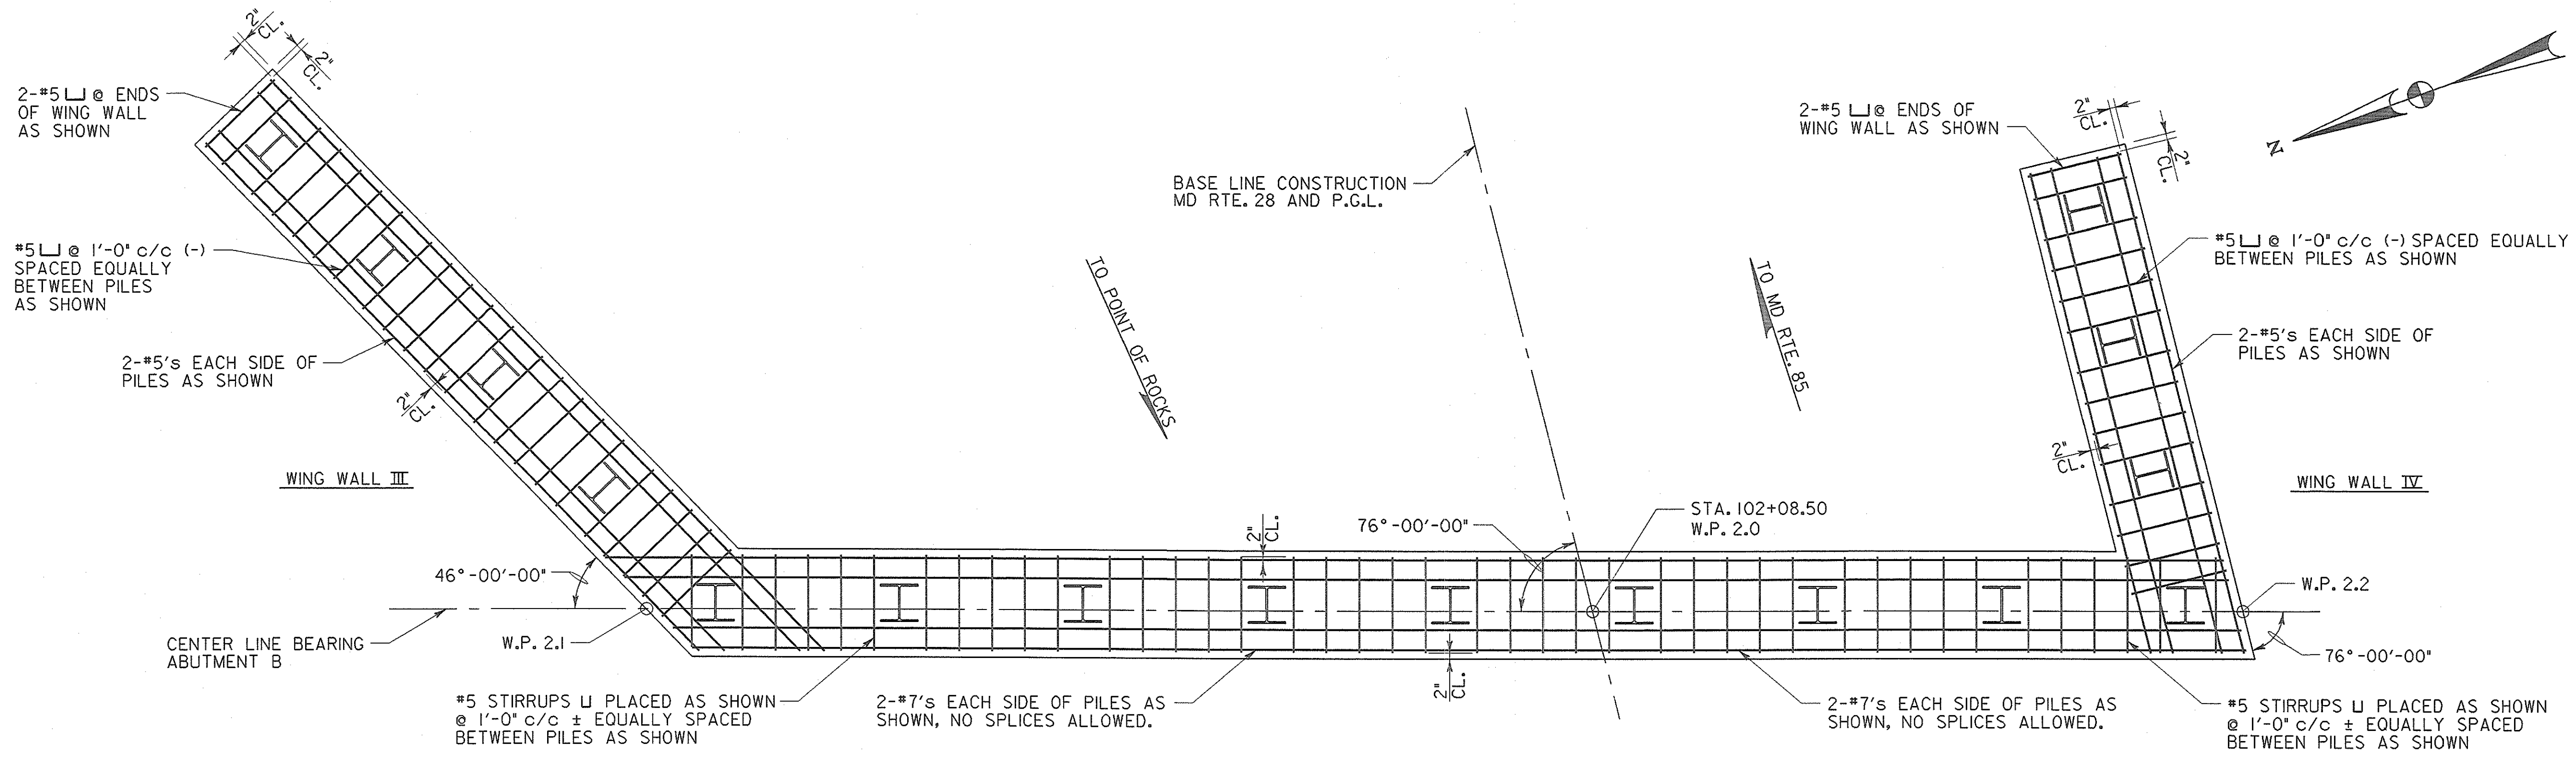 2" CL.
2" CL.
2-#5 ⊔ @ ENDS
OF WING WALL
AS SHOWN
#5 ⊔ @ 1'-0" c/c (-)
SPACED EQUALLY
BETWEEN PILES
AS SHOWN
2-#5's EACH SIDE OF
PILES AS SHOWN
2" CL.
WING WALL III
46°-00'-00"
CENTER LINE BEARING
ABUTMENT B
W.P. 2.1
#5 STIRRUPS ⊔ PLACED AS SHOWN
@ 1'-0" c/c ± EQUALLY SPACED
BETWEEN PILES AS SHOWN
2-#7's EACH SIDE OF PILES AS
SHOWN, NO SPLICES ALLOWED.
2" CL.
2" CL.
TO POINT OF ROCKS
BASE LINE CONSTRUCTION
MD RTE. 28 AND P.G.L.
76°-00'-00"
STA. 102+08.50
W.P. 2.0
TO MD RTE. 85
2-#5 ⊔ @ ENDS OF
WING WALL AS SHOWN
2" CL.
2" CL.
N
#5 ⊔ @ 1'-0" c/c (-) SPACED EQUALLY
BETWEEN PILES AS SHOWN
2-#5's EACH SIDE OF
PILES AS SHOWN
2" CL.
WING WALL IV
W.P. 2.2
76°-00'-00"
2-#7's EACH SIDE OF PILES AS
SHOWN, NO SPLICES ALLOWED.
#5 STIRRUPS ⊔ PLACED AS SHOWN
@ 1'-0" c/c ± EQUALLY SPACED
BETWEEN PILES AS SHOWN